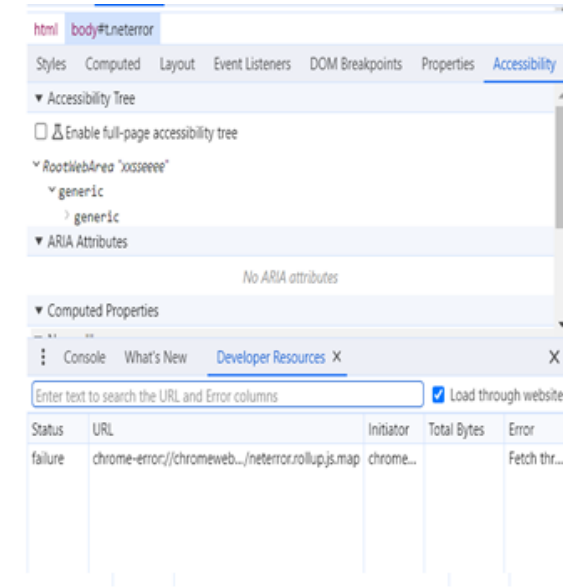 html body#t.neterror
Styles Computed Layout Event Listeners DOM Breakpoints Properties Accessibility
▼ Accessibility Tree
Enable full-page accessibility tree
RootWebArea "xxsseeee"
generic
generic
▼ ARIA Attributes
No ARIA attributes
▼ Computed Properties
⋮ Console What's New Developer Resources X X
Enter text to search the URL and Error columns Load through website
Status URL Initiator Total Bytes Error
failure chrome-error://chromeweb…/neterror.rollup.js.map chrome… Fetch thr…